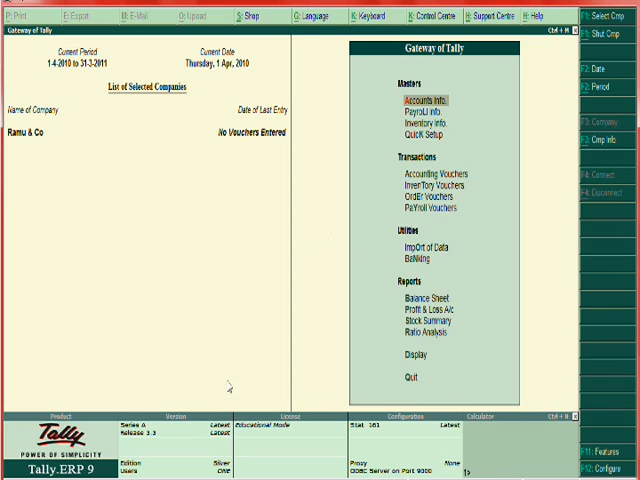 P: Print E: Export M: E-Mail O: Upload S: Shop G: Language K: Keyboard K: Control Centre H: Support Centre H: Help
F1: Select Cmp
F1: Shut Cmp
F2: Date
F2: Period
F3: Company
F3: Cmp Info
F4: Connect
F4: Disconnect
F11: Features
F12: Configure
Gateway of Tally Ctrl + M
Current Period Current Date
1-4-2010 to 31-3-2011 Thursday, 1 Apr, 2010
List of Selected Companies
Name of Company Date of Last Entry
Ramu & Co No Vouchers Entered
Gateway of Tally
Masters
Accounts Info.
PayroLl Info.
Inventory Info.
QuicK Setup
Transactions
Accounting Vouchers
InvenTory Vouchers
OrdEr Vouchers
PaYroll Vouchers
Utilities
ImpOrt of Data
BaNking
Reports
Balance Sheet
Profit & Loss A/c
Stock Summary
Ratio Analysis
Display
Quit
Product Version License Configuration Calculator Ctrl + N
Tally
POWER OF SIMPLICITY
Tally.ERP 9
Series A Latest
Release 3.3 Latest
Edition Silver
Users ONE
Educational Mode
Stat 161 Latest
Proxy None
ODBC Server on Port 9000
1>